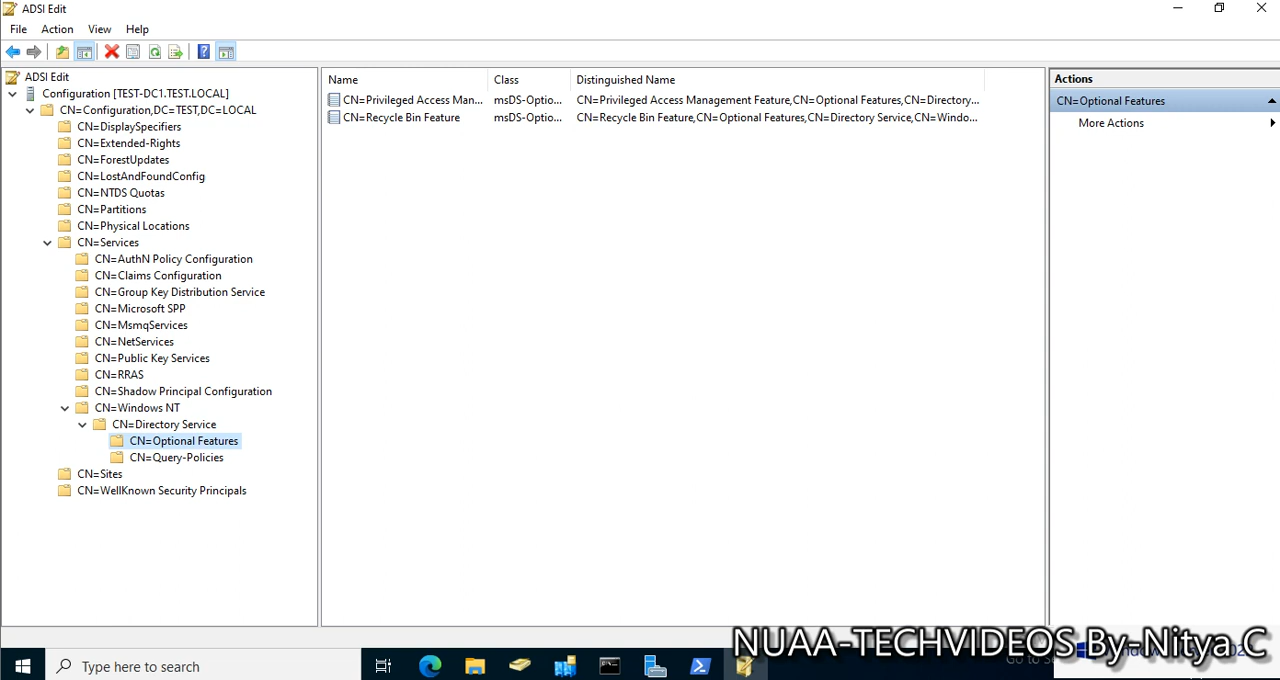 ADSI Edit
File Action View Help
ADSI Edit
Configuration [TEST-DC1.TEST.LOCAL]
CN=Configuration,DC=TEST,DC=LOCAL
CN=DisplaySpecifiers
CN=Extended-Rights
CN=ForestUpdates
CN=LostAndFoundConfig
CN=NTDS Quotas
CN=Partitions
CN=Physical Locations
CN=Services
CN=AuthN Policy Configuration
CN=Claims Configuration
CN=Group Key Distribution Service
CN=Microsoft SPP
CN=MsmqServices
CN=NetServices
CN=Public Key Services
CN=RRAS
CN=Shadow Principal Configuration
CN=Windows NT
CN=Directory Service
CN=Optional Features
CN=Query-Policies
CN=Sites
CN=WellKnown Security Principals
Name Class Distinguished Name
CN=Privileged Access Man... msDS-Optio... CN=Privileged Access Management Feature,CN=Optional Features,CN=Directory...
CN=Recycle Bin Feature msDS-Optio... CN=Recycle Bin Feature,CN=Optional Features,CN=Directory Service,CN=Windo...
Actions
CN=Optional Features
More Actions
NUAA-TECHVIDEOS By-Nitya C
Type here to search